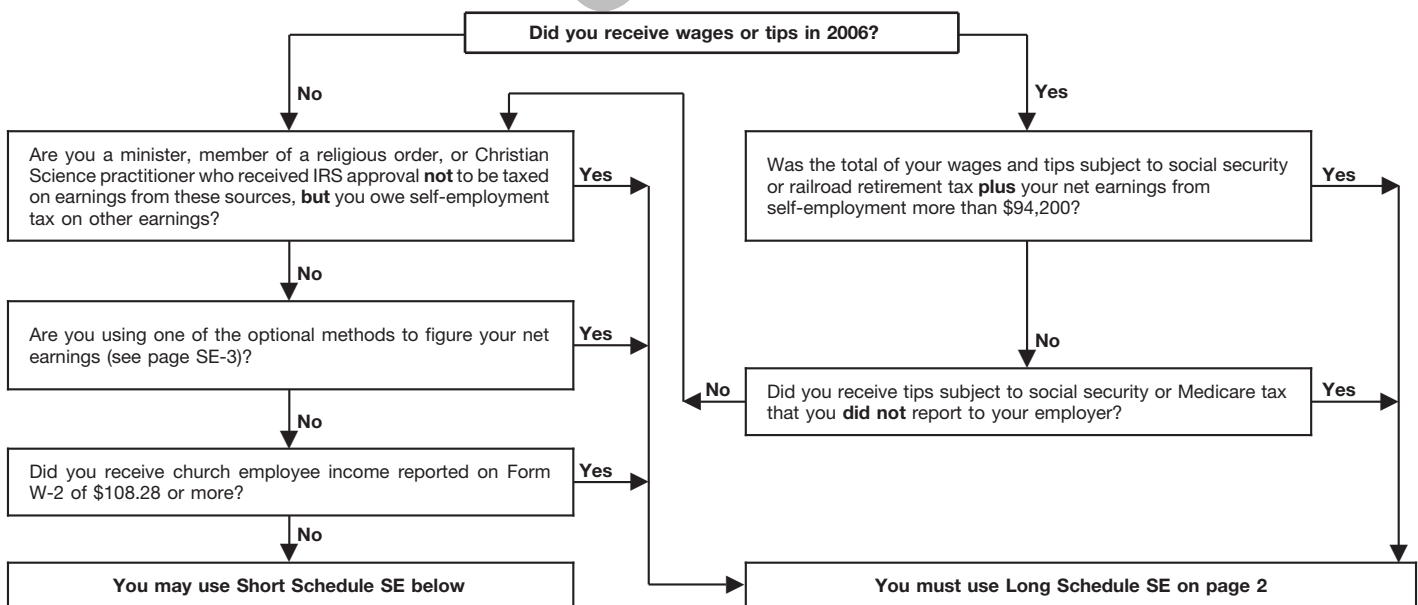 Did you receive wages or tips in 2006?
No
Yes
Are you a minister, member of a religious order, or Christian
Science practitioner who received IRS approval not to be taxed
on earnings from these sources, but you owe self-employment
tax on other earnings?
Yes
Was the total of your wages and tips subject to social security
or railroad retirement tax plus your net earnings from
self-employment more than $94,200?
Yes
No
Are you using one of the optional methods to figure your net
earnings (see page SE-3)?
Yes
No
No
Did you receive tips subject to social security or Medicare tax
that you did not report to your employer?
Yes
No
Did you receive church employee income reported on Form
W-2 of $108.28 or more?
Yes
No
You may use Short Schedule SE below
You must use Long Schedule SE on page 2